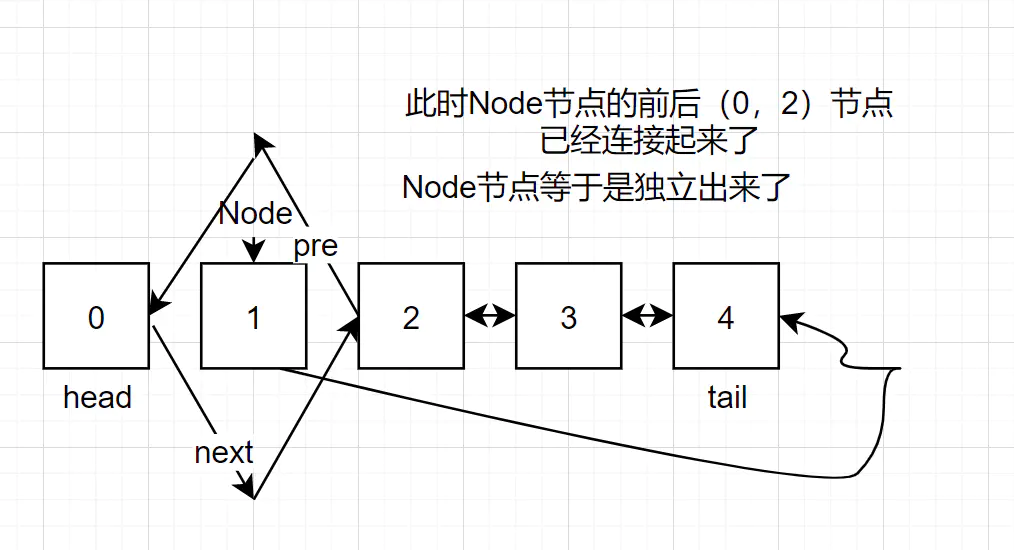 此时Node节点的前后（0，2）节点
已经连接起来了
Node节点等于是独立出来了
Node
pre
0
1
2
3
4
head
tail
next